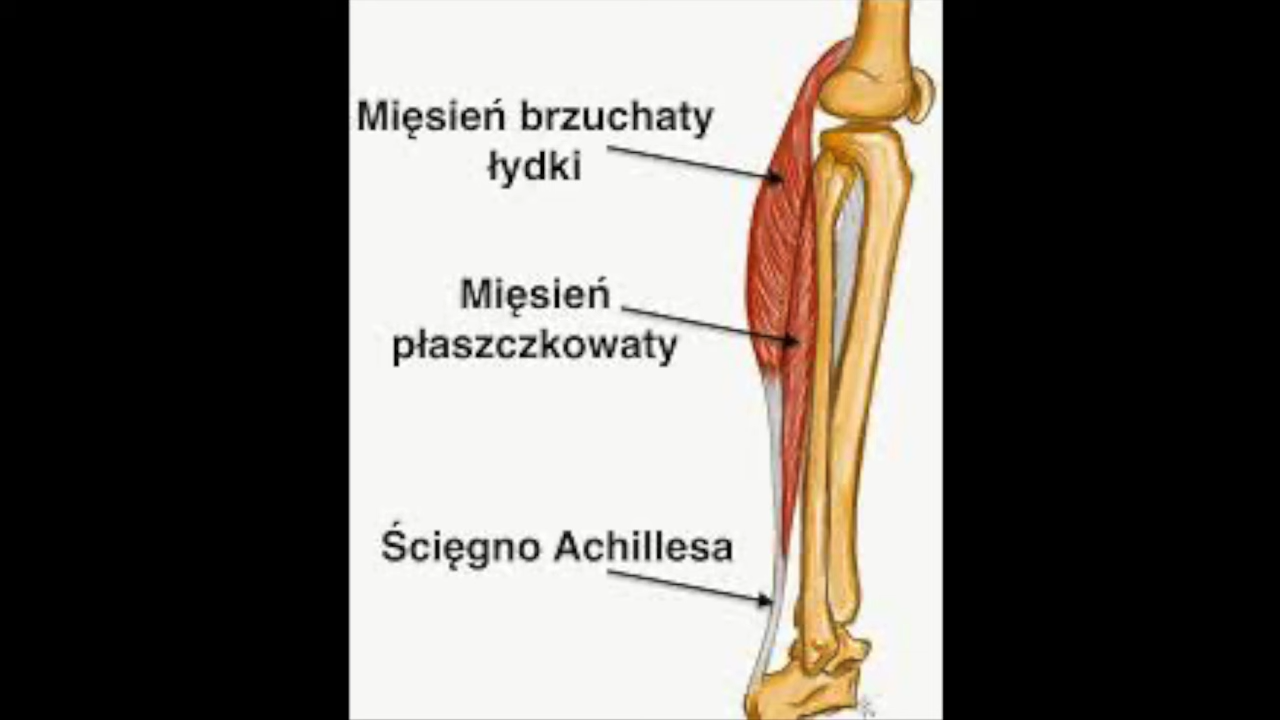 Mięsień brzuchaty
łydki
Mięsień
płaszczkowaty
Ścięgno Achillesa